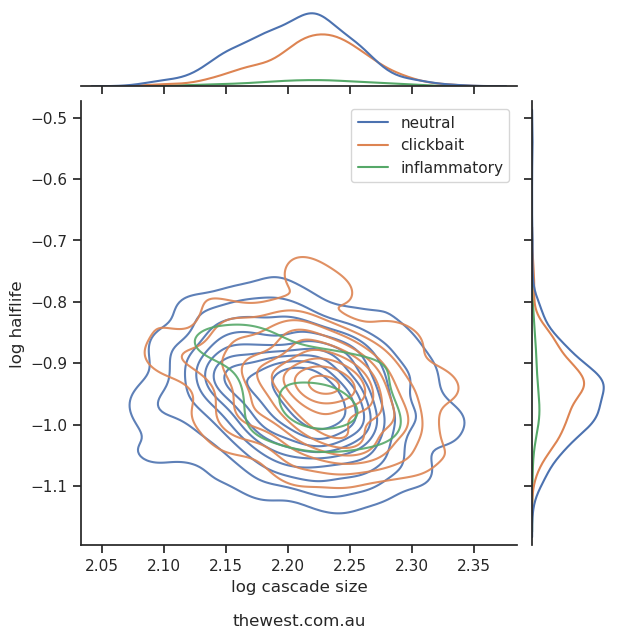 neutral
clickbait
inflammatory
−0.5
−0.6
−0.7
−0.8
−0.9
−1.0
−1.1
log halflife
2.05 2.10 2.15 2.20 2.25 2.30 2.35
log cascade size
thewest.com.au